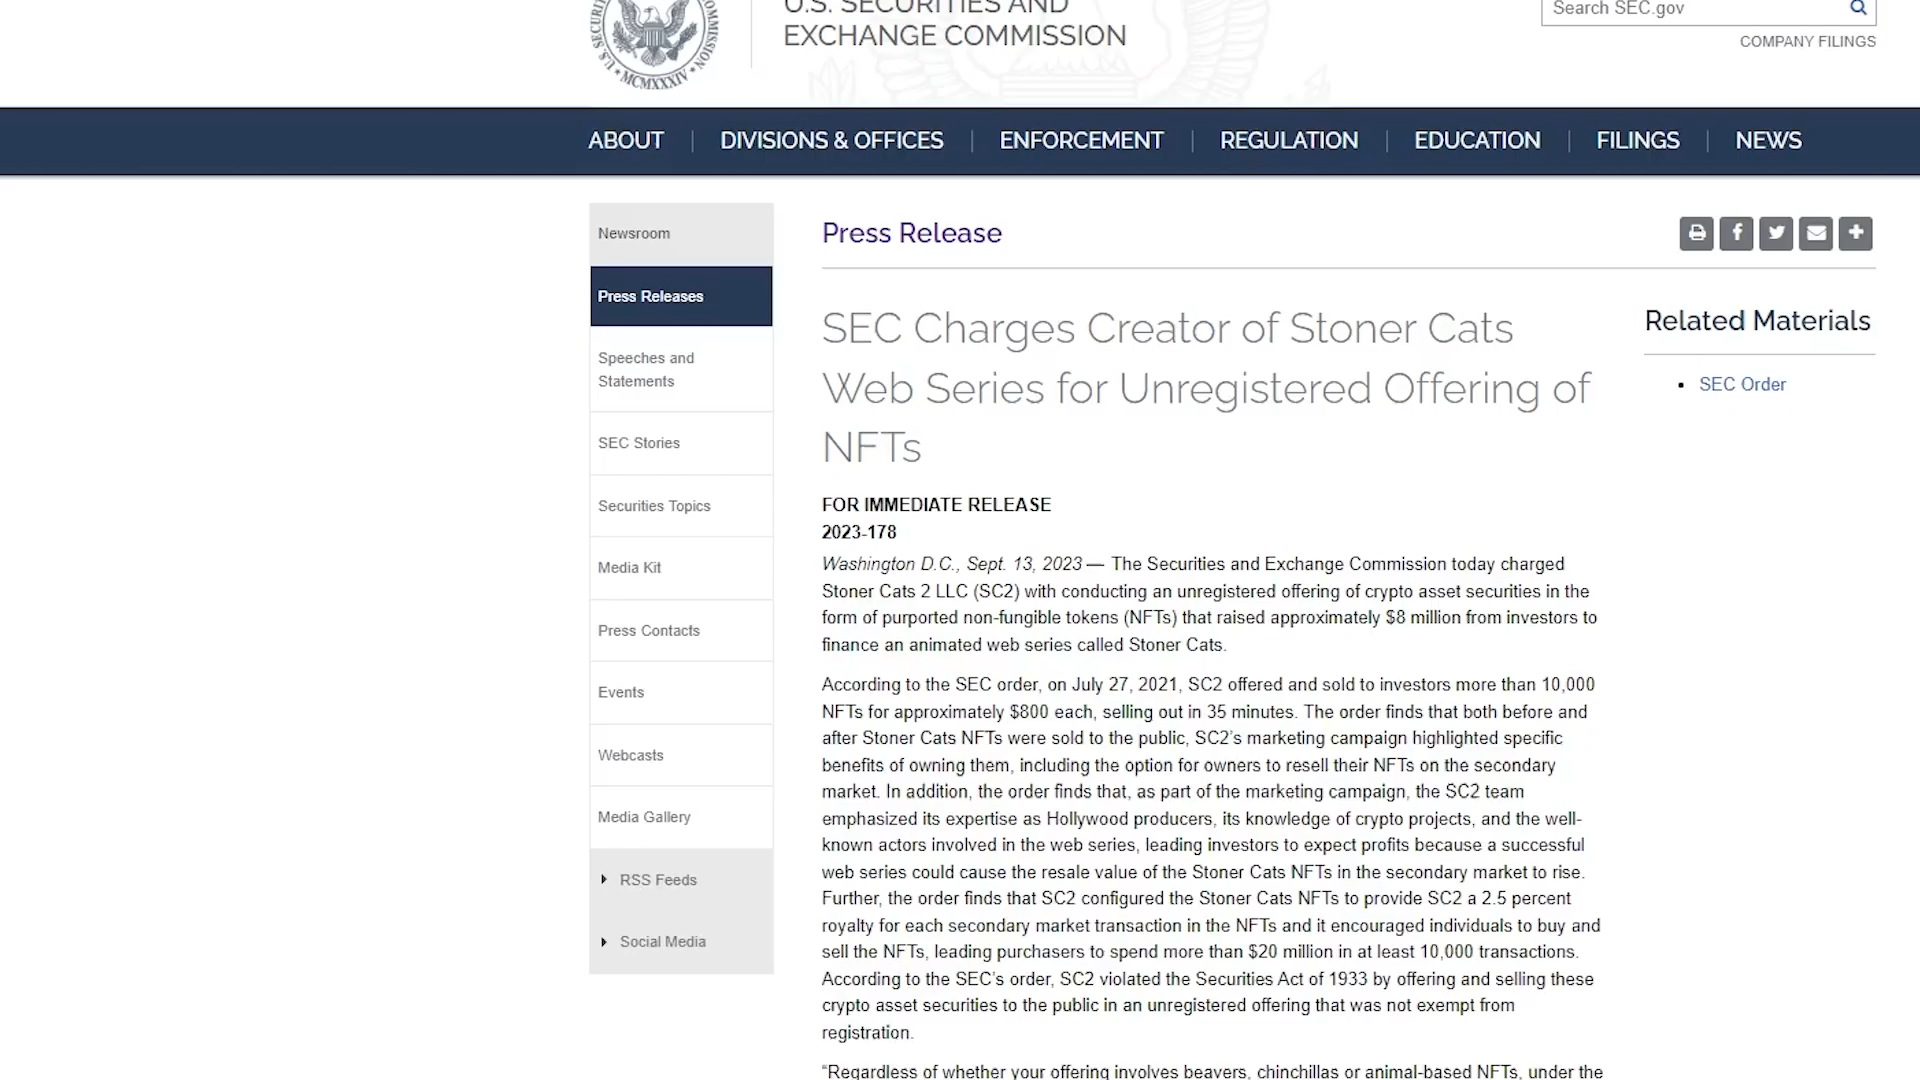 U.S. SECURITIES AND
EXCHANGE COMMISSION
MCMXXXIV
Search SEC.gov
COMPANY FILINGS
ABOUT
DIVISIONS & OFFICES
ENFORCEMENT
REGULATION
EDUCATION
FILINGS
NEWS
Newsroom
Press Releases
Speeches and
Statements
SEC Stories
Securities Topics
Media Kit
Press Contacts
Events
Webcasts
Media Gallery
RSS Feeds
Social Media
Press Release
SEC Charges Creator of Stoner Cats
Web Series for Unregistered Offering of
NFTs
FOR IMMEDIATE RELEASE
2023-178
Washington D.C., Sept. 13, 2023 — The Securities and Exchange Commission today charged
Stoner Cats 2 LLC (SC2) with conducting an unregistered offering of crypto asset securities in the
form of purported non-fungible tokens (NFTs) that raised approximately $8 million from investors to
finance an animated web series called Stoner Cats.
According to the SEC order, on July 27, 2021, SC2 offered and sold to investors more than 10,000
NFTs for approximately $800 each, selling out in 35 minutes. The order finds that both before and
after Stoner Cats NFTs were sold to the public, SC2’s marketing campaign highlighted specific
benefits of owning them, including the option for owners to resell their NFTs on the secondary
market. In addition, the order finds that, as part of the marketing campaign, the SC2 team
emphasized its expertise as Hollywood producers, its knowledge of crypto projects, and the well-
known actors involved in the web series, leading investors to expect profits because a successful
web series could cause the resale value of the Stoner Cats NFTs in the secondary market to rise.
Further, the order finds that SC2 configured the Stoner Cats NFTs to provide SC2 a 2.5 percent
royalty for each secondary market transaction in the NFTs and it encouraged individuals to buy and
sell the NFTs, leading purchasers to spend more than $20 million in at least 10,000 transactions.
According to the SEC’s order, SC2 violated the Securities Act of 1933 by offering and selling these
crypto asset securities to the public in an unregistered offering that was not exempt from
registration.
“Regardless of whether your offering involves beavers, chinchillas or animal-based NFTs, under the
Related Materials
SEC Order